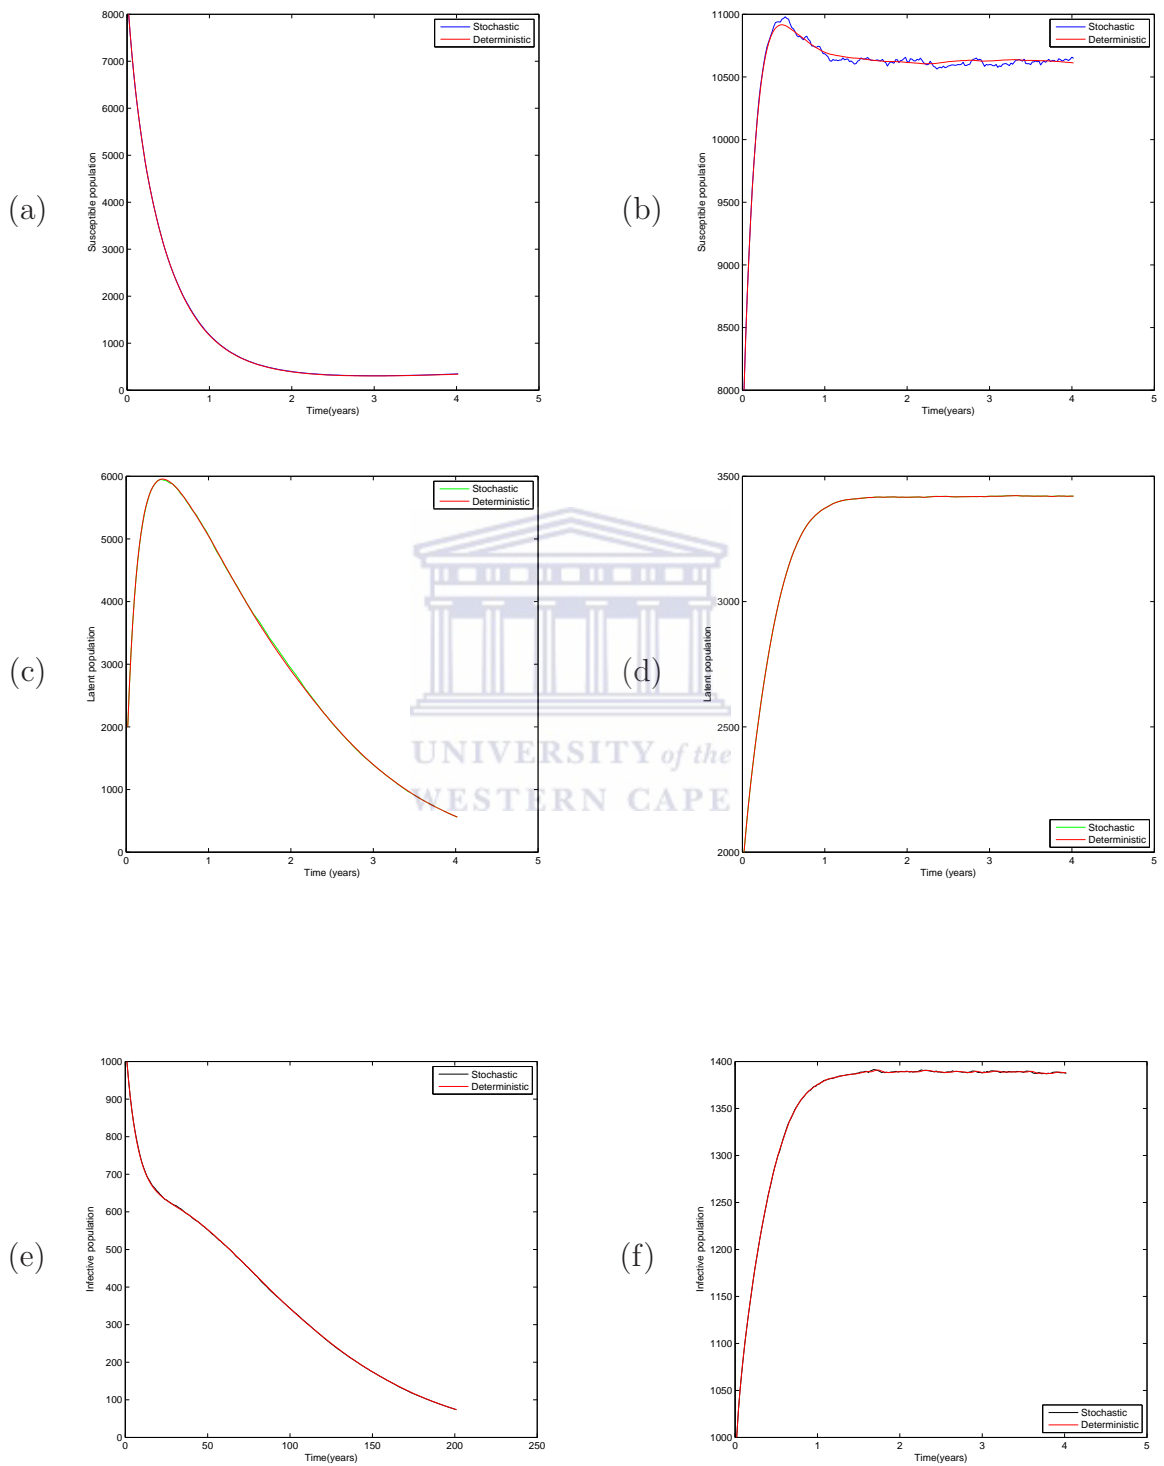 (a)
8000
7000
6000
5000
4000
3000
2000
1000
0
Susceptible population
0 1 2 3 4 5
Time(years)
Stochastic
Deterministic
(b)
11000
10500
10000
9500
9000
8500
8000
Susceptible population
0 1 2 3 4 5
Time(years)
Stochastic
Deterministic
(c)
6000
5000
4000
3000
2000
1000
0
Latent population
0 1 2 3 4 5
Time (years)
Stochastic
Deterministic
(d)
3500
3000
2500
2000
Latent population
0 1 2 3 4 5
Time (years)
Stochastic
Deterministic
UNIVERSITY of the
WESTERN CAPE
(e)
1000
900
800
700
600
500
400
300
200
100
0
Infective population
0 50 100 150 200 250
Time(years)
Stochastic
Deterministic
(f)
1400
1350
1300
1250
1200
1150
1100
1050
1000
Infective population
0 1 2 3 4 5
Time(years)
Stochastic
Deterministic